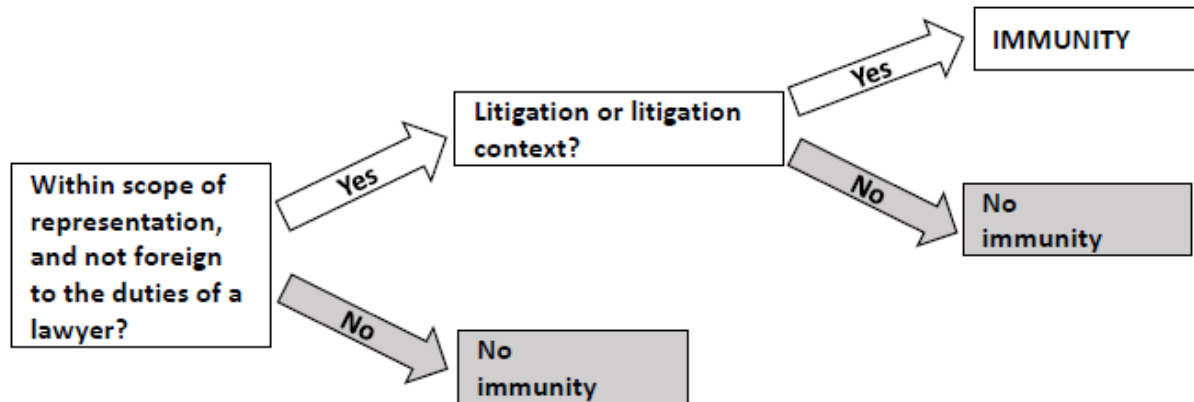 IMMUNITY
Yes
Litigation or litigation
context?
Yes
No
Within scope of
representation,
and not foreign
to the duties of a
lawyer?
No
immunity
No
No
immunity